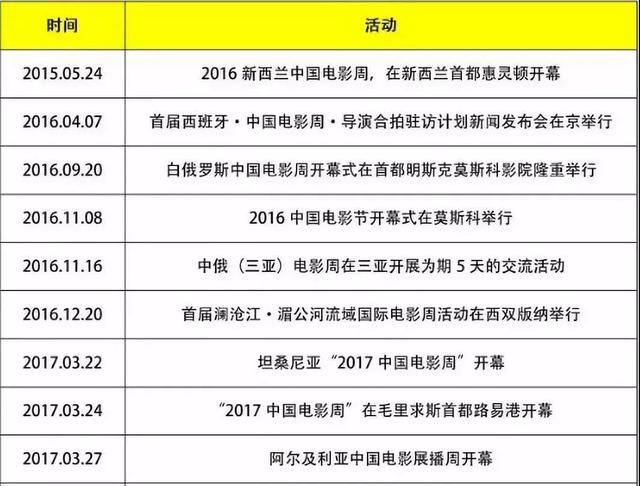 时间 活动
2015.05.24 2016 新西兰中国电影周，在新西兰首都惠灵顿开幕
2016.04.07 首届西班牙·中国电影周·导演合拍驻访计划新闻发布会在京举行
2016.09.20 白俄罗斯中国电影周开幕式在首都明斯克莫斯科影院隆重举行
2016.11.08 2016 中国电影节开幕式在莫斯科举行
2016.11.16 中俄（三亚）电影周在三亚开展为期 5 天的交流活动
2016.12.20 首届澜沧江·湄公河流域国际电影周活动在西双版纳举行
2017.03.22 坦桑尼亚“2017 中国电影周”开幕
2017.03.24 “2017 中国电影周”在毛里求斯首都路易港开幕
2017.03.27 阿尔及利亚中国电影展播周开幕